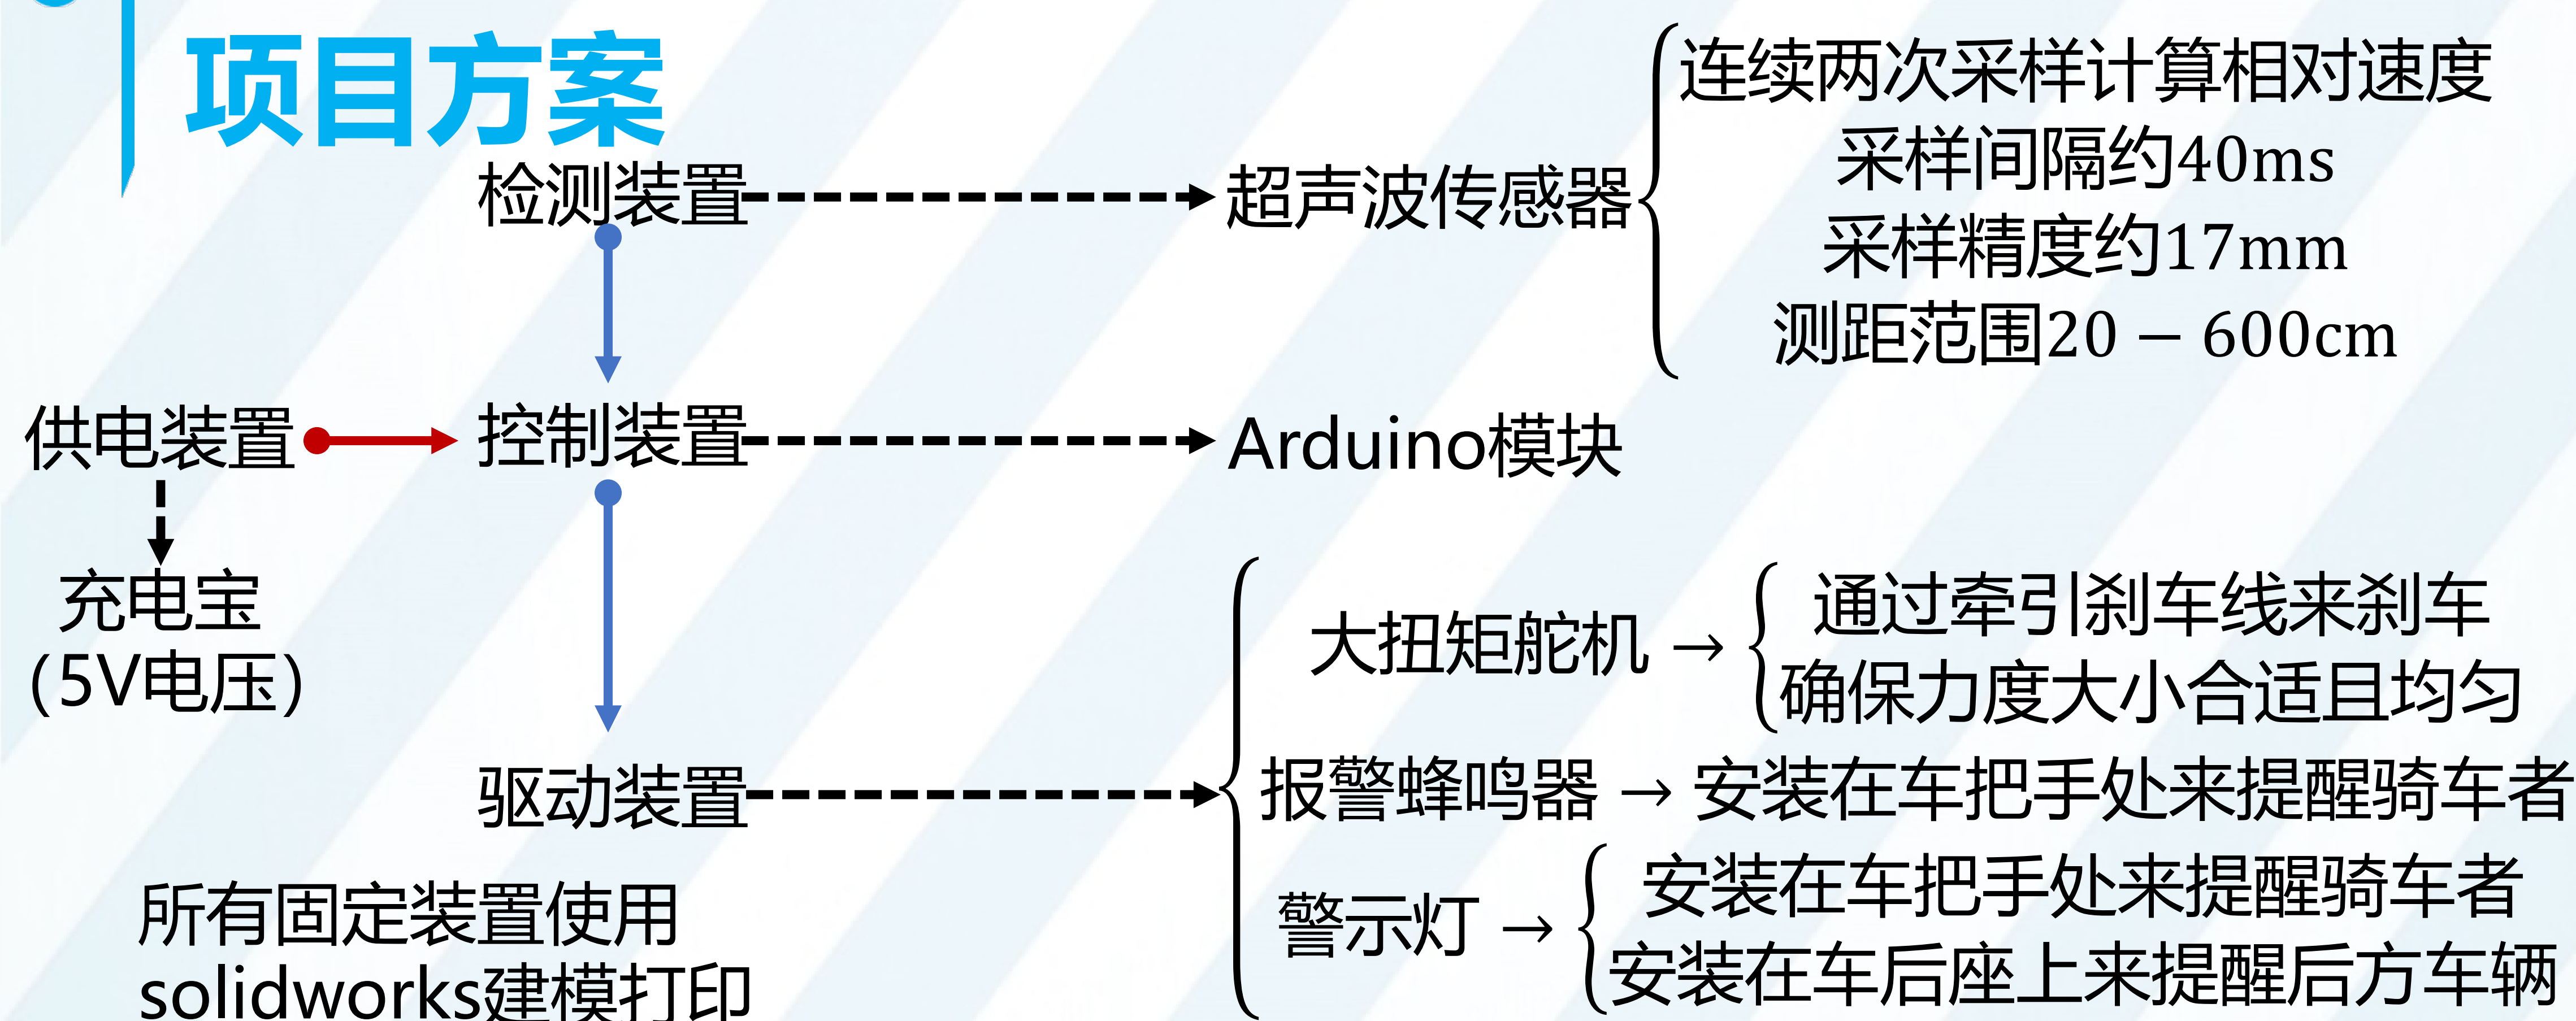 项目方案
连续两次采样计算相对速度
采样间隔约40ms
检测装置
超声波传感器
采样精度约17mm
测距范围20 – 600cm
供电装置
控制装置
Arduino模块
充电宝
（5V电压）
大扭矩舵机 →
通过牵引刹车线来刹车
确保力度大小合适且均匀
驱动装置
报警蜂鸣器 → 安装在车把手处来提醒骑车者
警示灯 →
安装在车把手处来提醒骑车者
安装在车后座上来提醒后方车辆
所有固定装置使用
solidworks建模打印